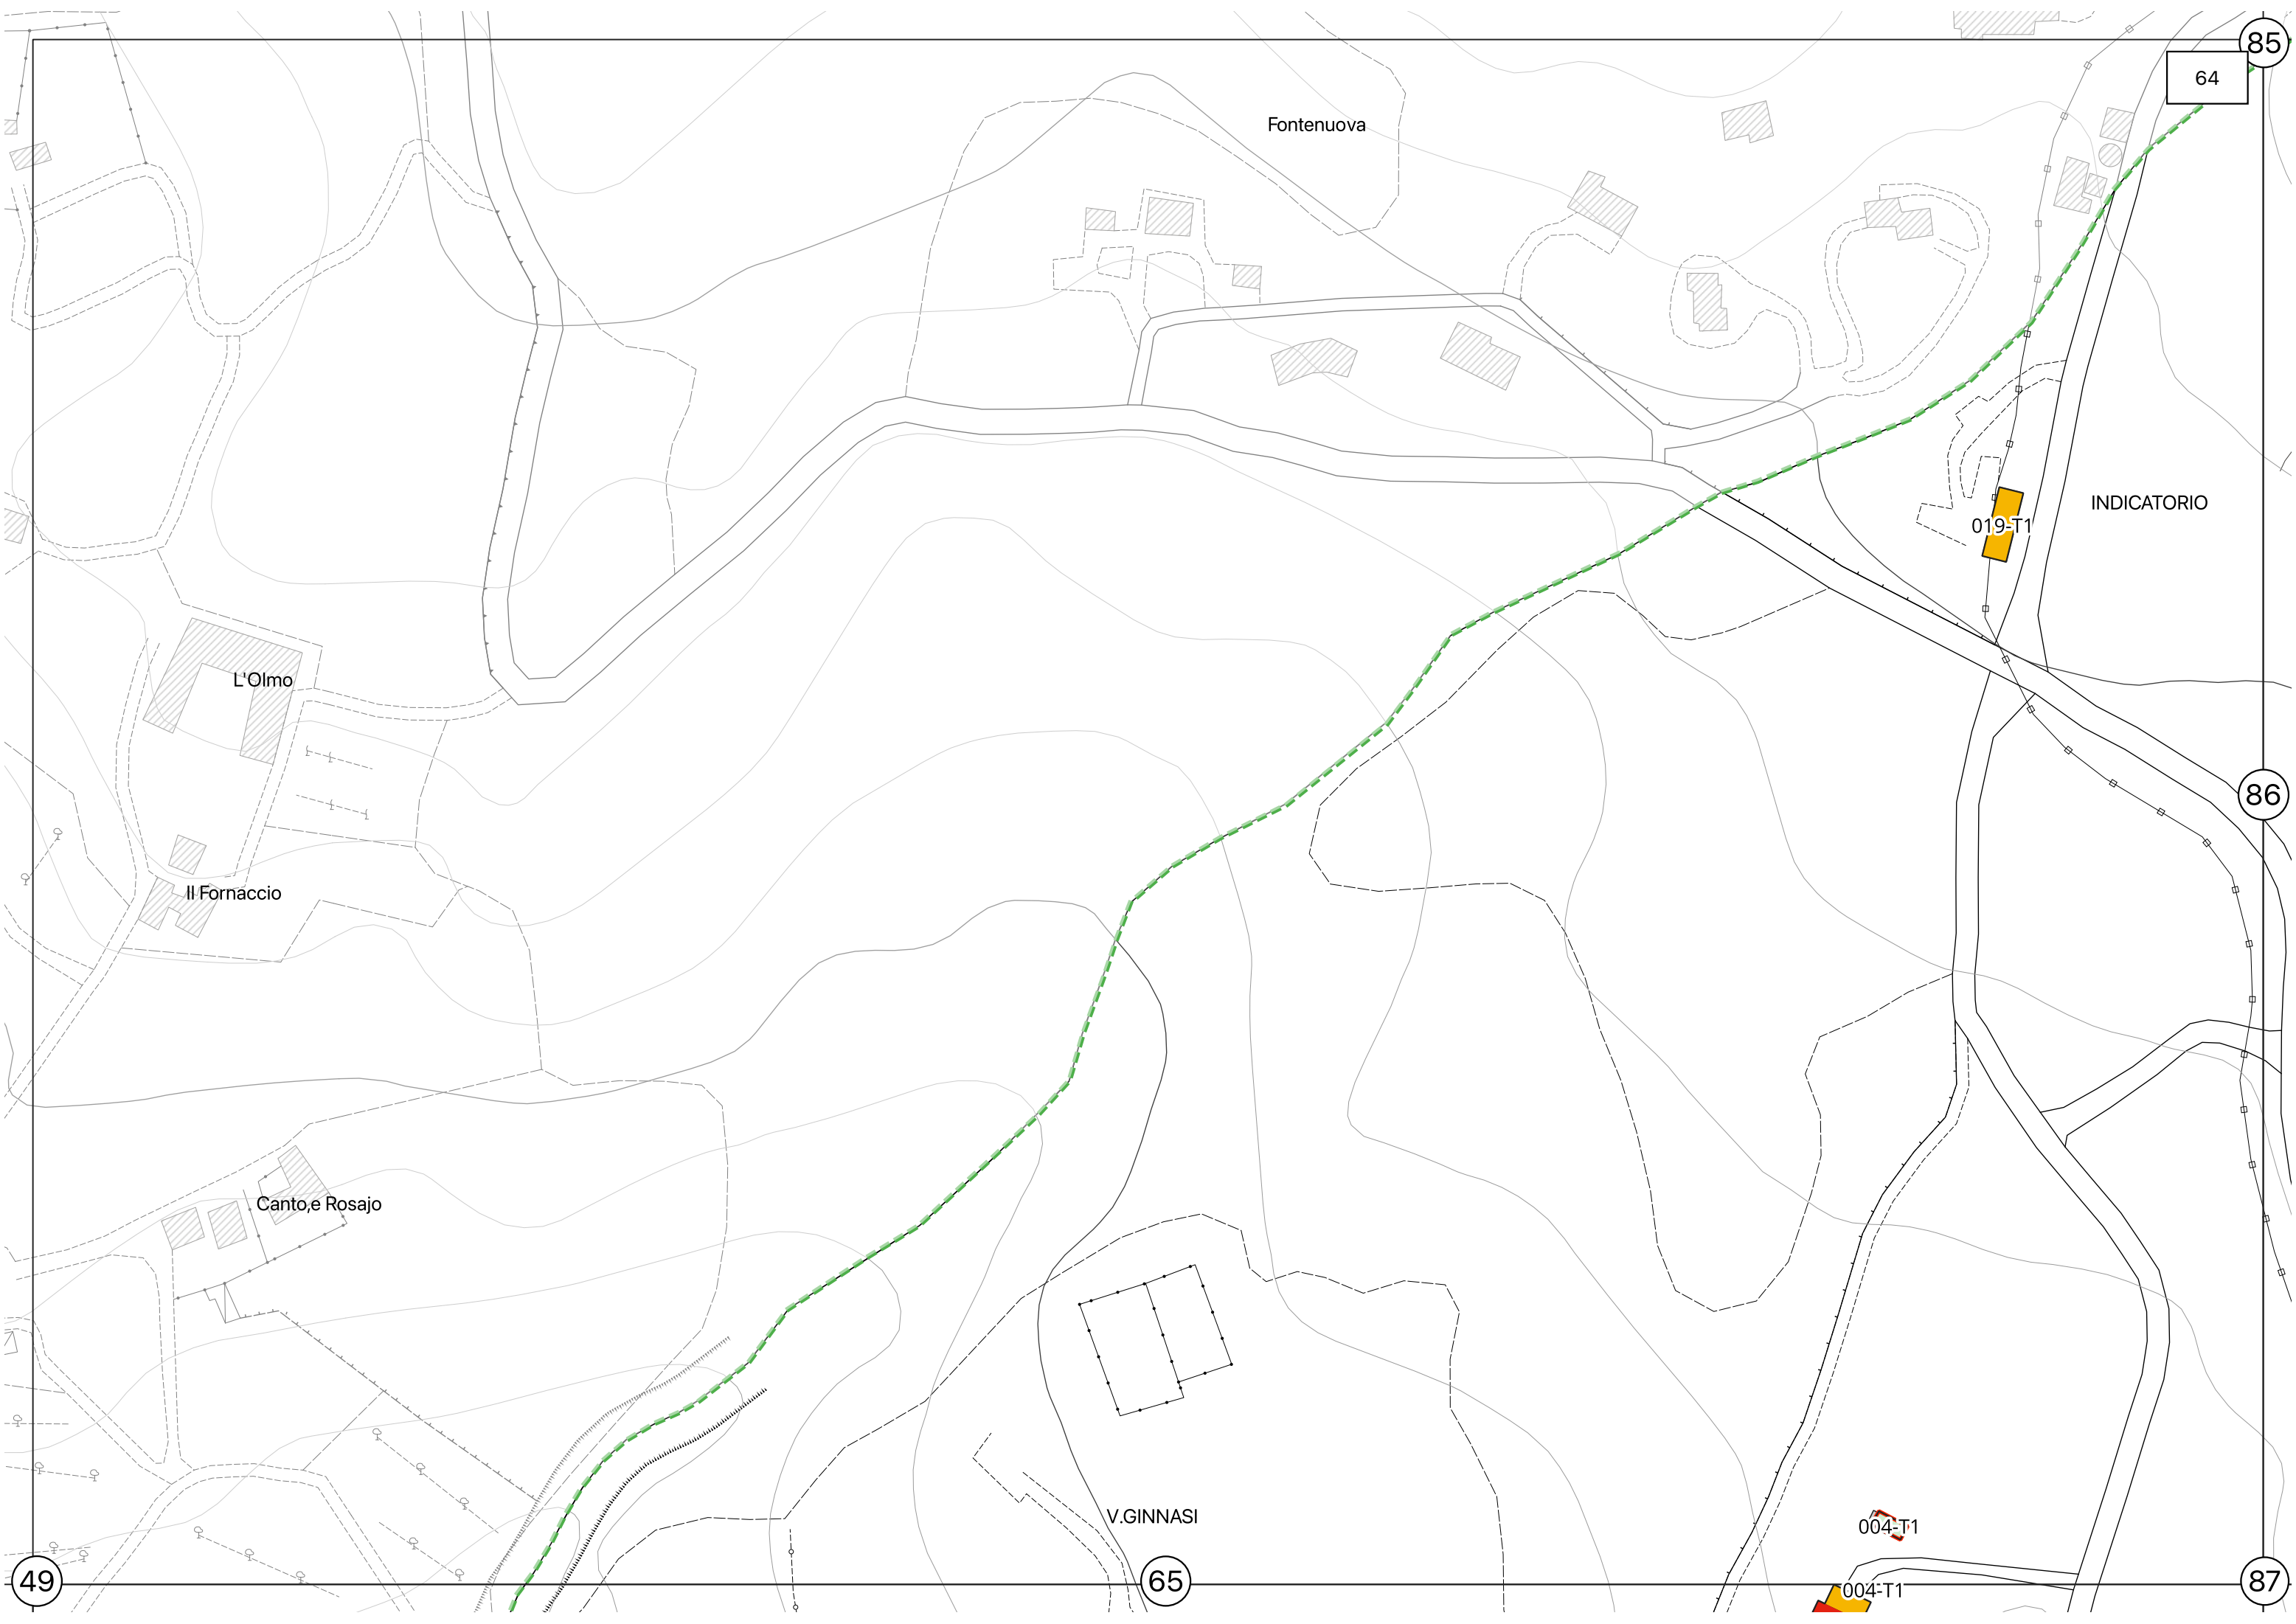 85
64
Fontenuova
INDICATORIO
019-T1
L'Olmo
86
Il Fornaccio
Canto,e Rosajo
V.GINNASI
004-T1
49
65
004-T1
87